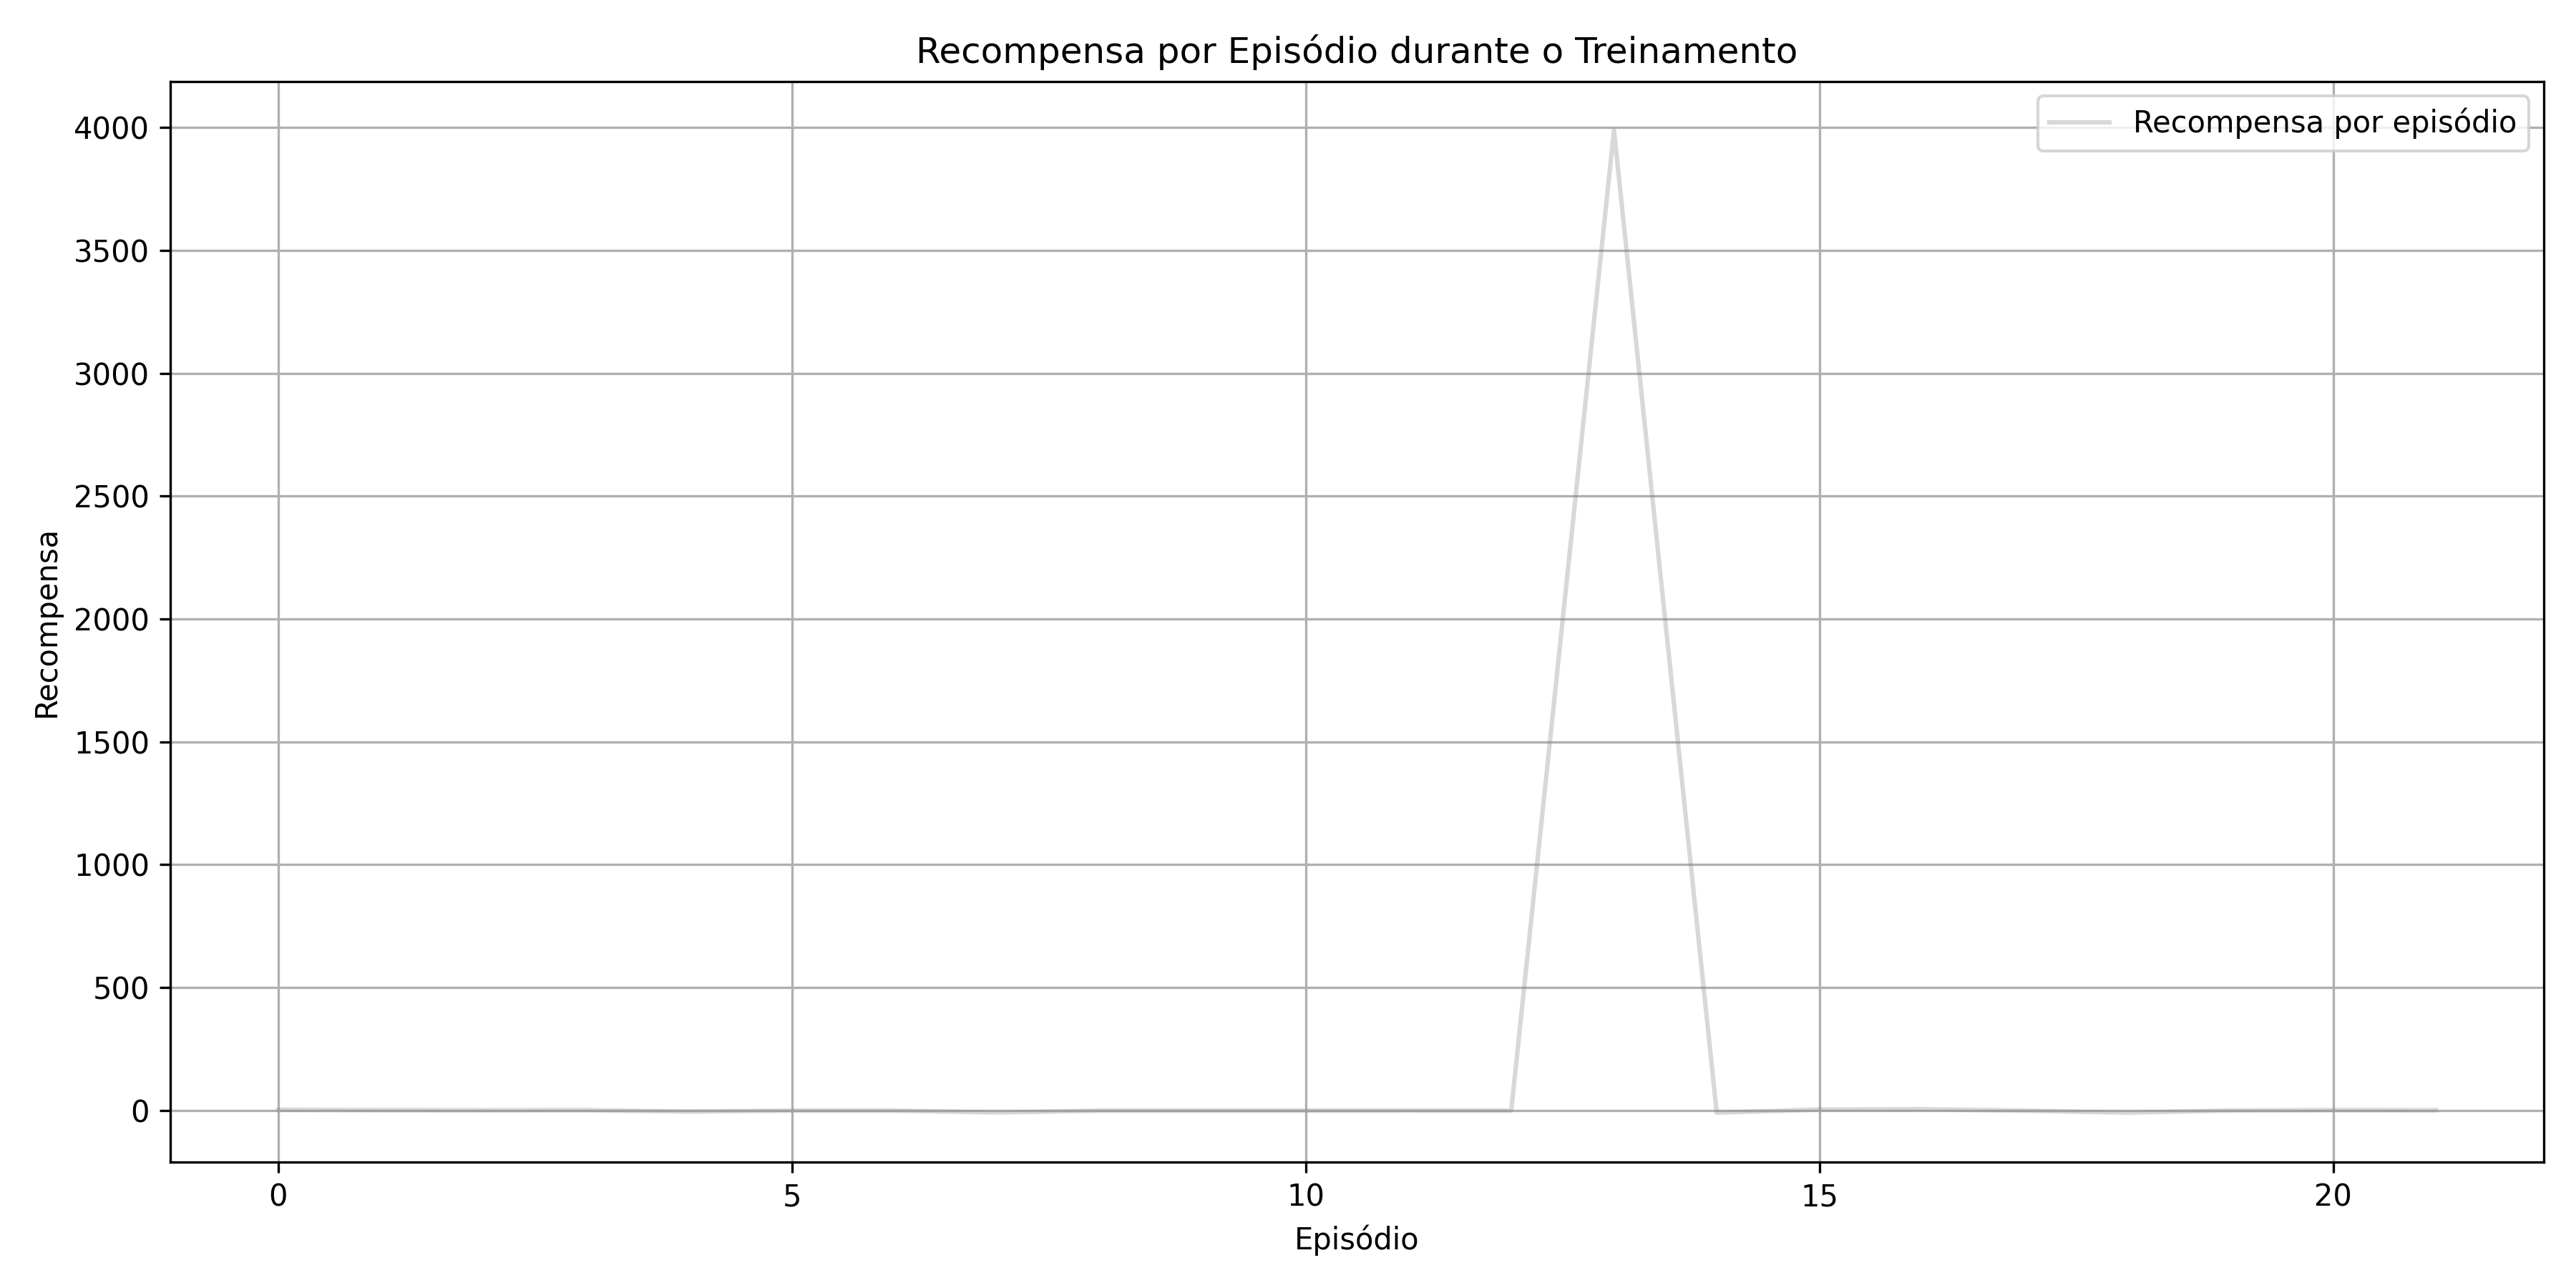 Recompensa por Episódio durante o Treinamento
Recompensa por episódio
4000
3500
3000
2500
2000
1500
1000
500
0
Recompensa
0 5 10 15 20
Episódio